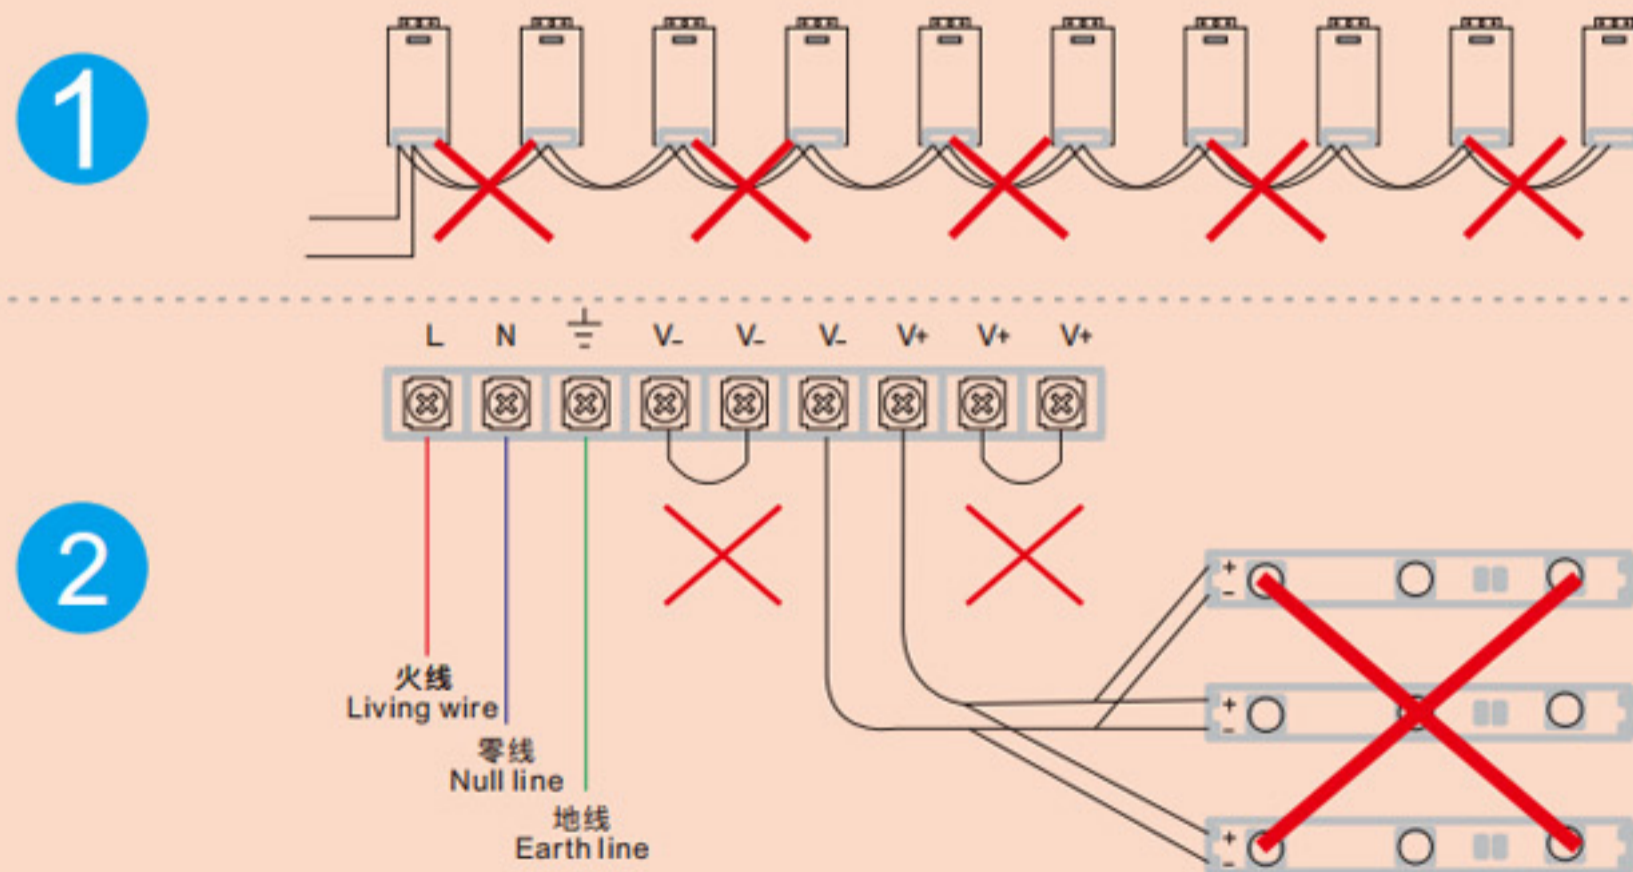 1
L N ⏚ V- V- V- V+ V+ V+
2
火线
Living wire
零线
Null line
地线
Earth line
+
-
+
-
+
-